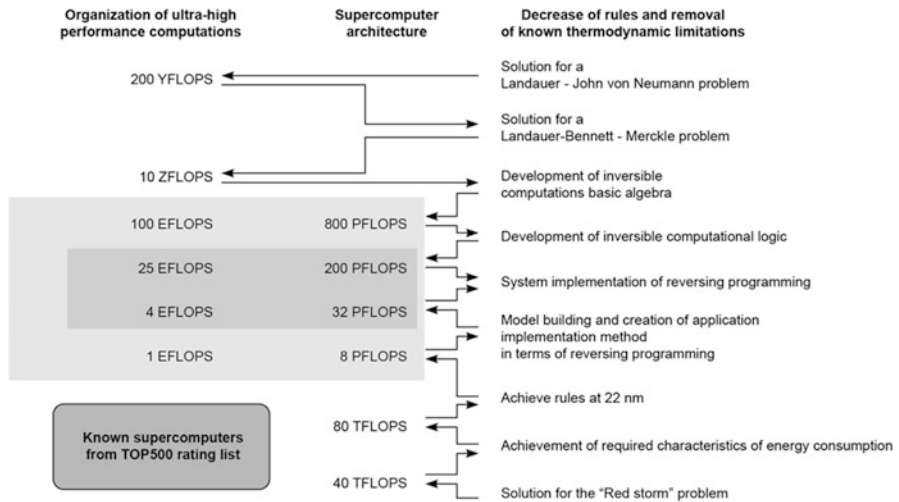 Organization of ultra-high
performance computations
Supercomputer
architecture
Decrease of rules and removal
of known thermodynamic limitations
200 YFLOPS
Solution for a
Landauer - John von Neumann problem
Solution for a
Landauer-Bennett - Merckle problem
10 ZFLOPS
Development of inversible
computations basic algebra
100 EFLOPS
800 PFLOPS
Development of inversible computational logic
25 EFLOPS
200 PFLOPS
System implementation of reversing programming
4 EFLOPS
32 PFLOPS
Model building and creation of application
implementation method
in terms of reversing programming
1 EFLOPS
8 PFLOPS
Achieve rules at 22 nm
Known supercomputers
from TOP500 rating list
80 TFLOPS
Achievement of required characteristics of energy consumption
40 TFLOPS
Solution for the “Red storm” problem